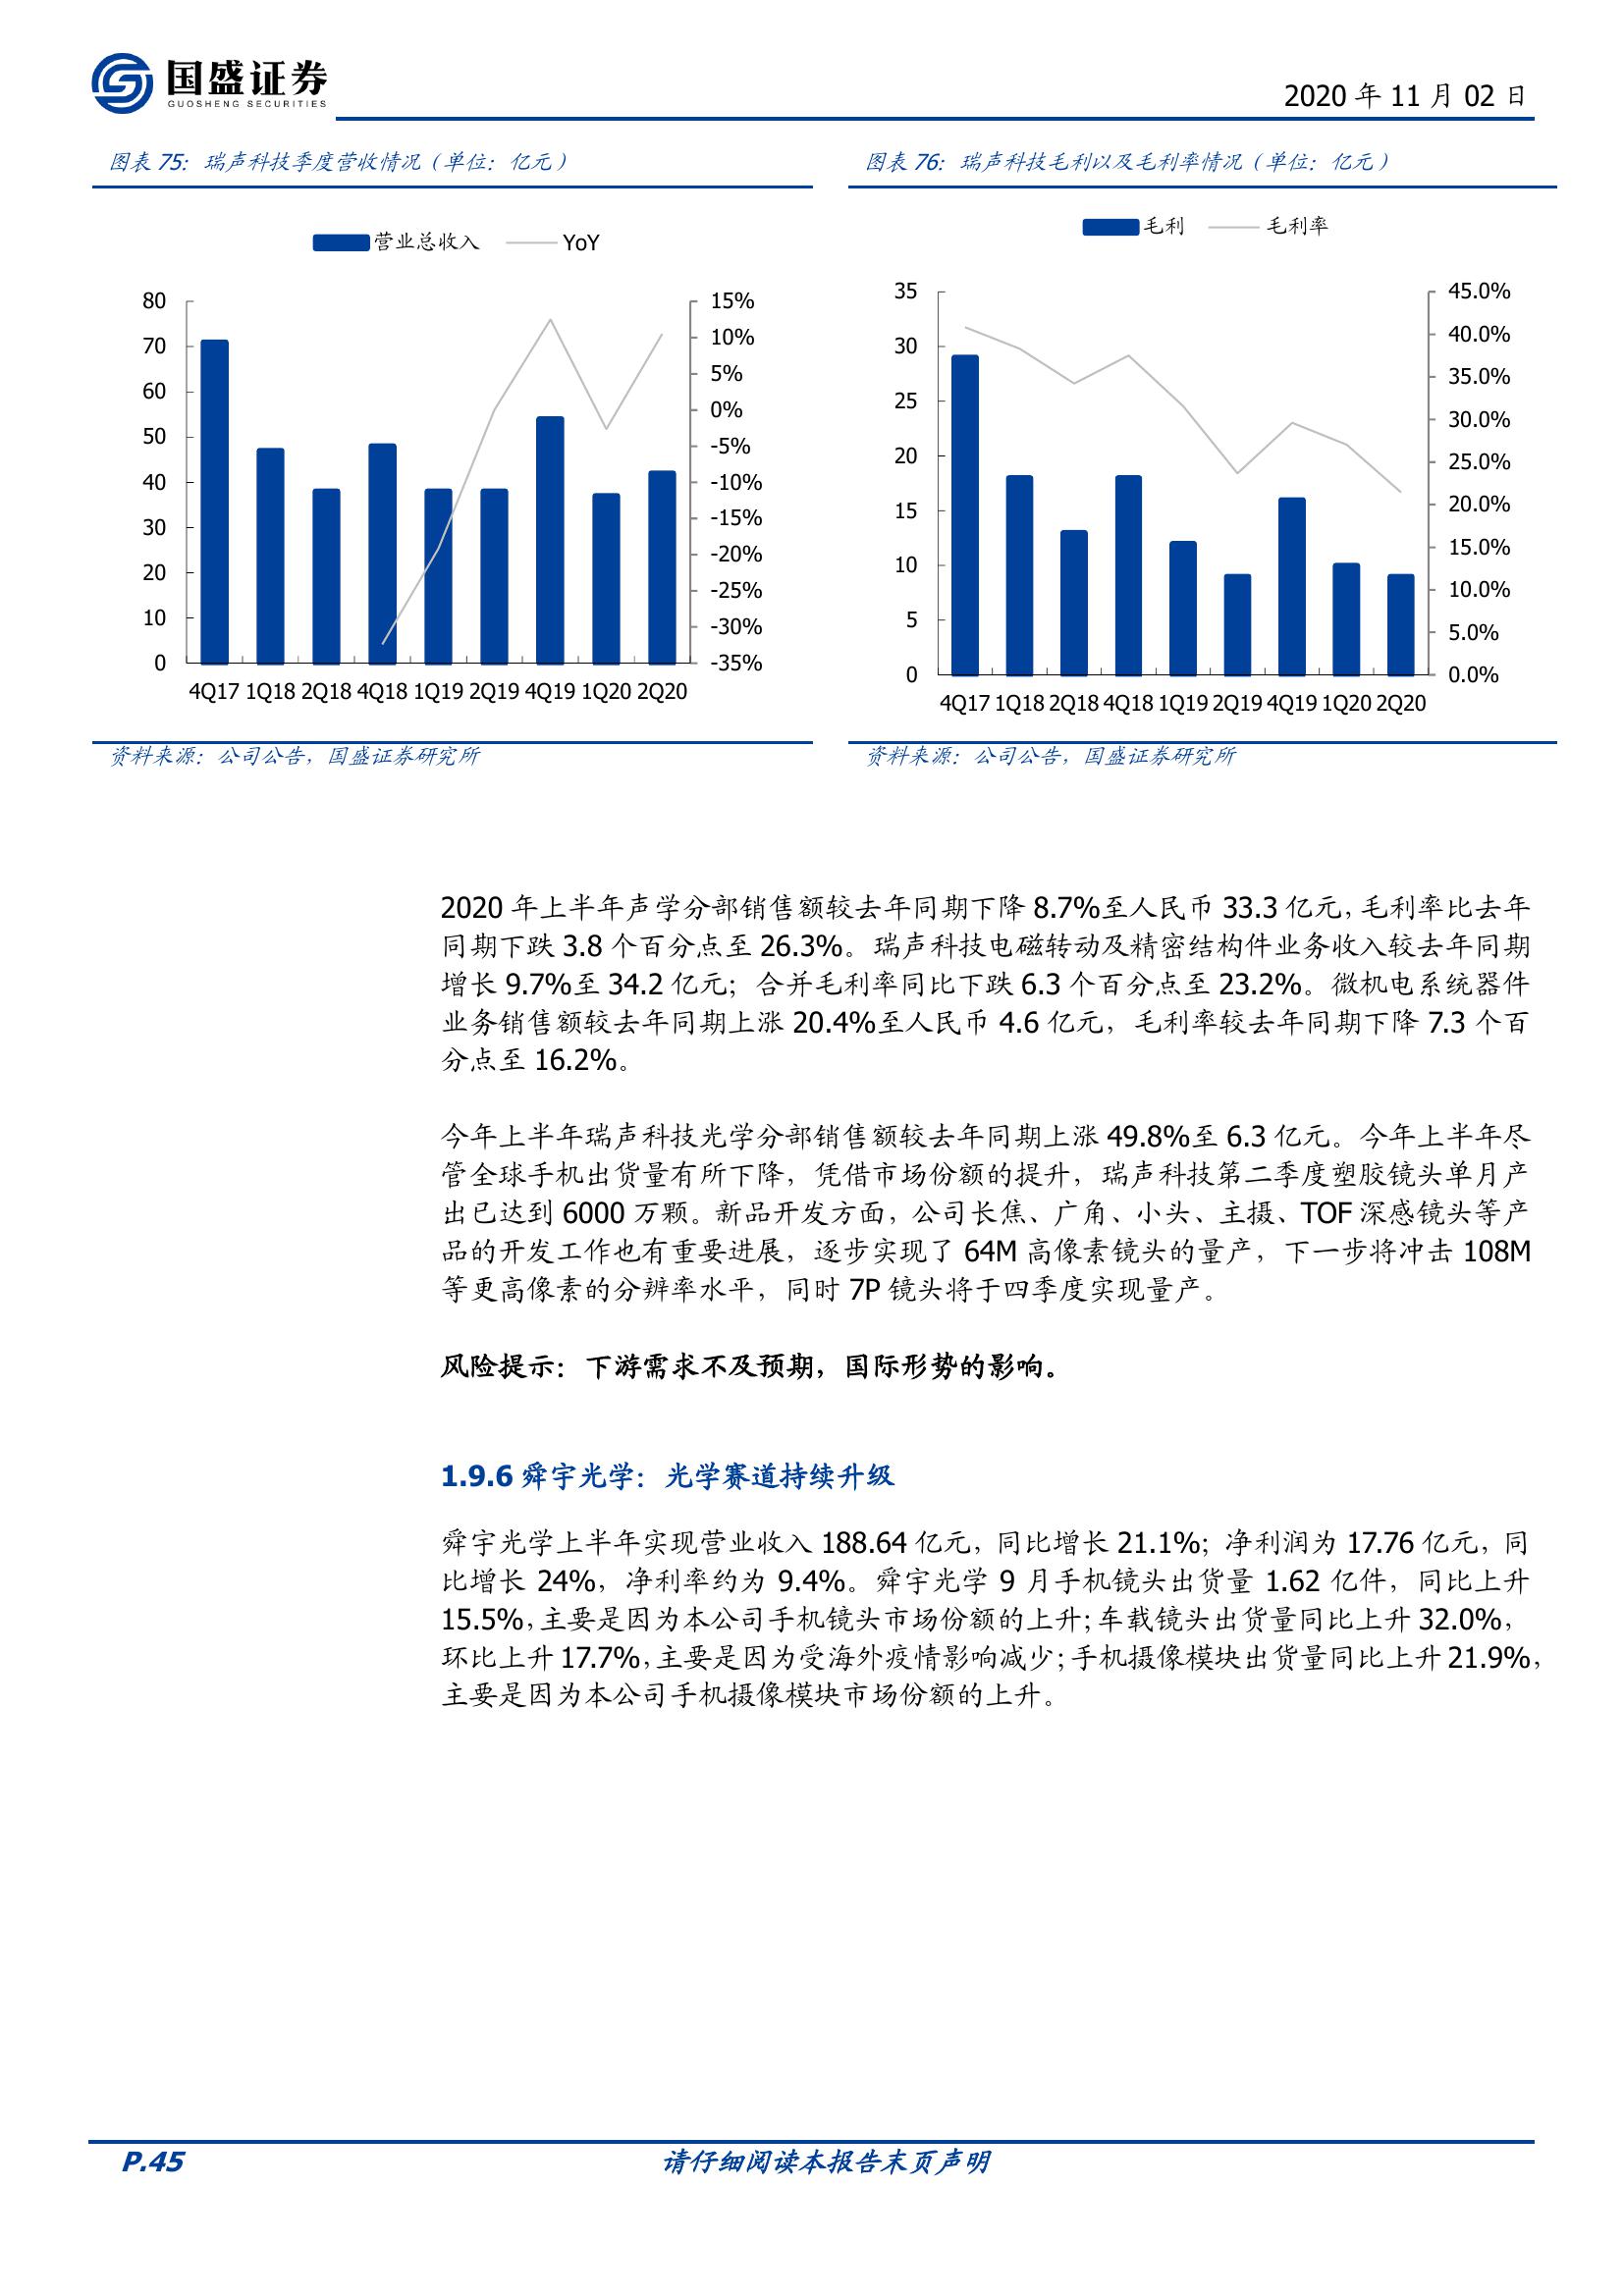 国盛证券
GUOSHENG SECURITIES
2020 年 11 月 02 日
图表 75：瑞声科技季度营收情况（单位：亿元）
营业总收入 YoY
80
70
60
50
40
30
20
10
0
15%
10%
5%
0%
-5%
-10%
-15%
-20%
-25%
-30%
-35%
4Q17 1Q18 2Q18 4Q18 1Q19 2Q19 4Q19 1Q20 2Q20
资料来源：公司公告，国盛证券研究所
图表 76：瑞声科技毛利以及毛利率情况（单位：亿元）
毛利 毛利率
35
30
25
20
15
10
5
0
45.0%
40.0%
35.0%
30.0%
25.0%
20.0%
15.0%
10.0%
5.0%
0.0%
4Q17 1Q18 2Q18 4Q18 1Q19 2Q19 4Q19 1Q20 2Q20
资料来源：公司公告，国盛证券研究所
2020 年上半年声学分部销售额较去年同期下降 8.7%至人民币 33.3 亿元，毛利率比去年
同期下跌 3.8 个百分点至 26.3%。瑞声科技电磁转动及精密结构件业务收入较去年同期
增长 9.7%至 34.2 亿元；合并毛利率同比下跌 6.3 个百分点至 23.2%。微机电系统器件
业务销售额较去年同期上涨 20.4%至人民币 4.6 亿元，毛利率较去年同期下降 7.3 个百
分点至 16.2%。
今年上半年瑞声科技光学分部销售额较去年同期上涨 49.8%至 6.3 亿元。今年上半年尽
管全球手机出货量有所下降，凭借市场份额的提升，瑞声科技第二季度塑胶镜头单月产
出已达到 6000 万颗。新品开发方面，公司长焦、广角、小头、主摄、TOF 深感镜头等产
品的开发工作也有重要进展，逐步实现了 64M 高像素镜头的量产，下一步将冲击 108M
等更高像素的分辨率水平，同时 7P 镜头将于四季度实现量产。
风险提示：下游需求不及预期，国际形势的影响。
1.9.6 舜宇光学：光学赛道持续升级
舜宇光学上半年实现营业收入 188.64 亿元，同比增长 21.1%；净利润为 17.76 亿元，同
比增长 24%，净利率约为 9.4%。舜宇光学 9 月手机镜头出货量 1.62 亿件，同比上升
15.5%，主要是因为本公司手机镜头市场份额的上升；车载镜头出货量同比上升 32.0%，
环比上升 17.7%，主要是因为受海外疫情影响减少；手机摄像模块出货量同比上升 21.9%，
主要是因为本公司手机摄像模块市场份额的上升。
P.45
请仔细阅读本报告末页声明